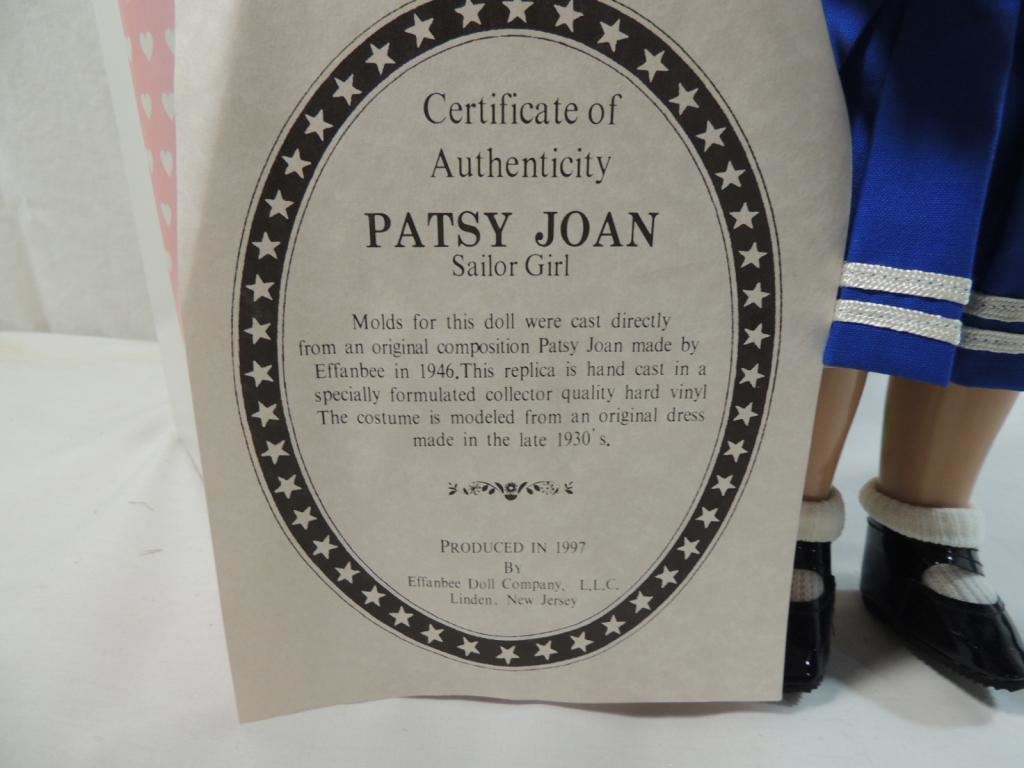 Certificate of
Authenticity
PATSY JOAN
Sailor Girl
Molds for this doll were cast directly
from an original composition Patsy Joan made by
Effanbee in 1946.This replica is hand cast in a
specially formulated collector quality hard vinyl
The costume is modeled from an original dress
made in the late 1930's.
PRODUCED IN 1997
BY
Effanbee Doll Company, L.L.C.
Linden, New Jersey